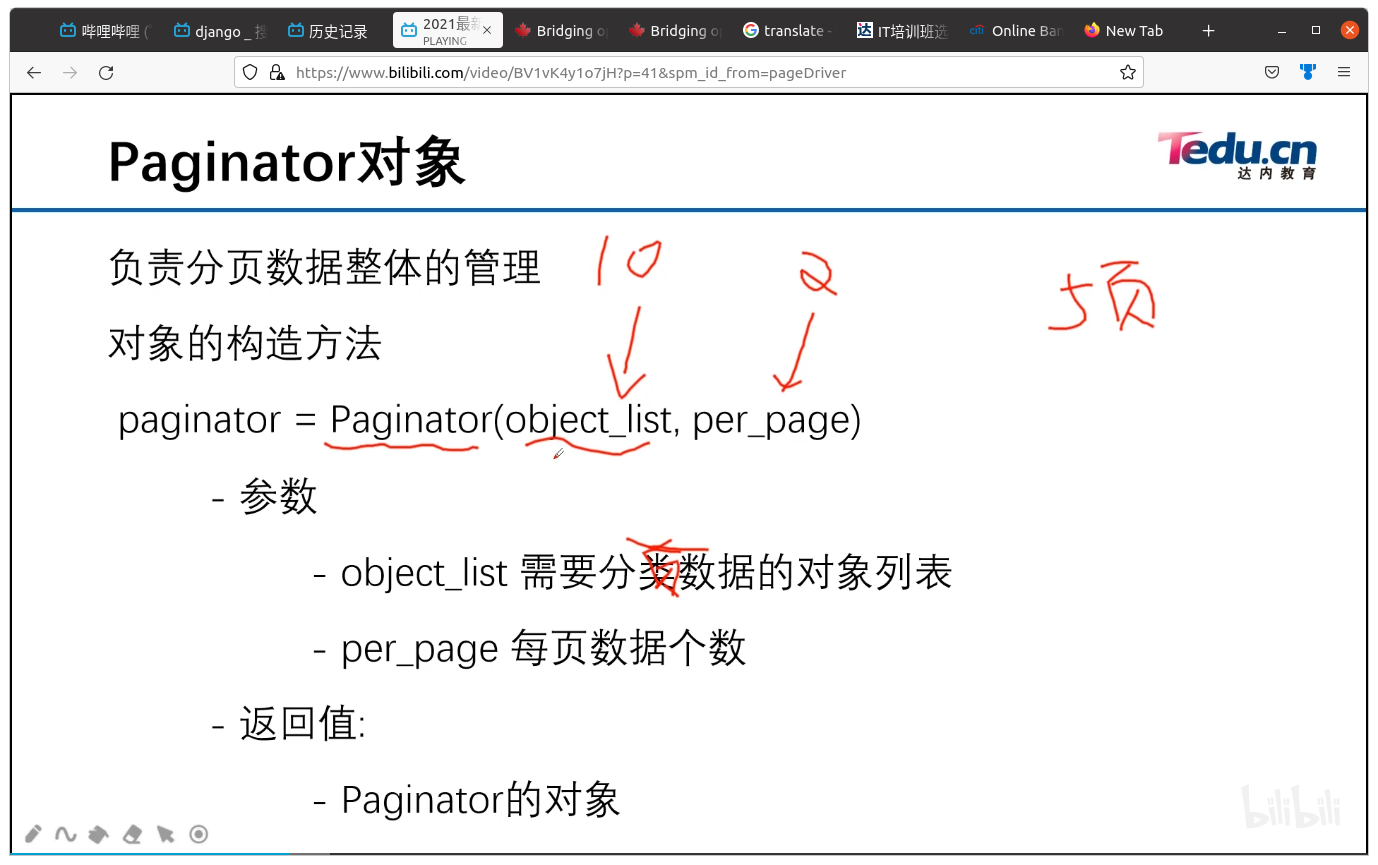 哔哩哔哩 (
django _ 搜
历史记录
2021最新
PLAYING
Bridging o
Bridging o
translate -
IT培训班选
Online Ban
New Tab
https://www.bilibili.com/video/BV1vK4y1o7jH?p=41&spm_id_from=pageDriver
Paginator对象
Tedu.cn
达内教育
负责分页数据整体的管理
10
2
5页
对象的构造方法
paginator = Paginator(object_list, per_page)
- 参数
- object_list 需要分类数据的对象列表
- per_page 每页数据个数
- 返回值:
- Paginator的对象
bilibili